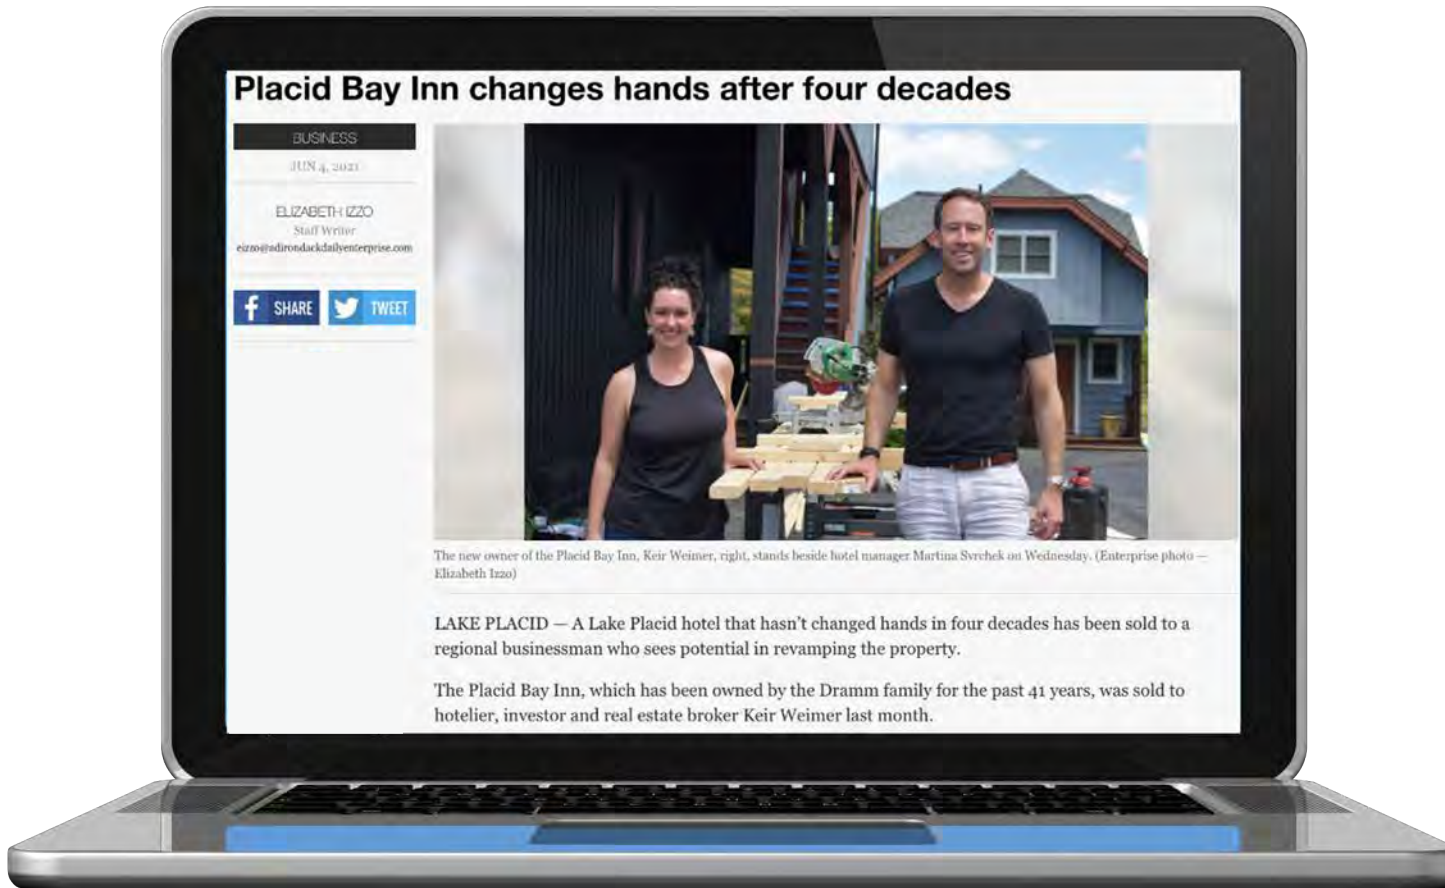 Placid Bay Inn changes hands after four decades
BUSINESS
JUN 4, 2021
ELIZABETH IZZO
Staff Writer
eizzo@adirondackdailyenterprise.com
SHARE
TWEET
The new owner of the Placid Bay Inn, Keir Weimer, right, stands beside hotel manager Martina Svrchek on Wednesday. (Enterprise photo —
Elizabeth Izzo)
LAKE PLACID — A Lake Placid hotel that hasn't changed hands in four decades has been sold to a
regional businessman who sees potential in revamping the property.
The Placid Bay Inn, which has been owned by the Dramm family for the past 41 years, was sold to
hotelier, investor and real estate broker Keir Weimer last month.